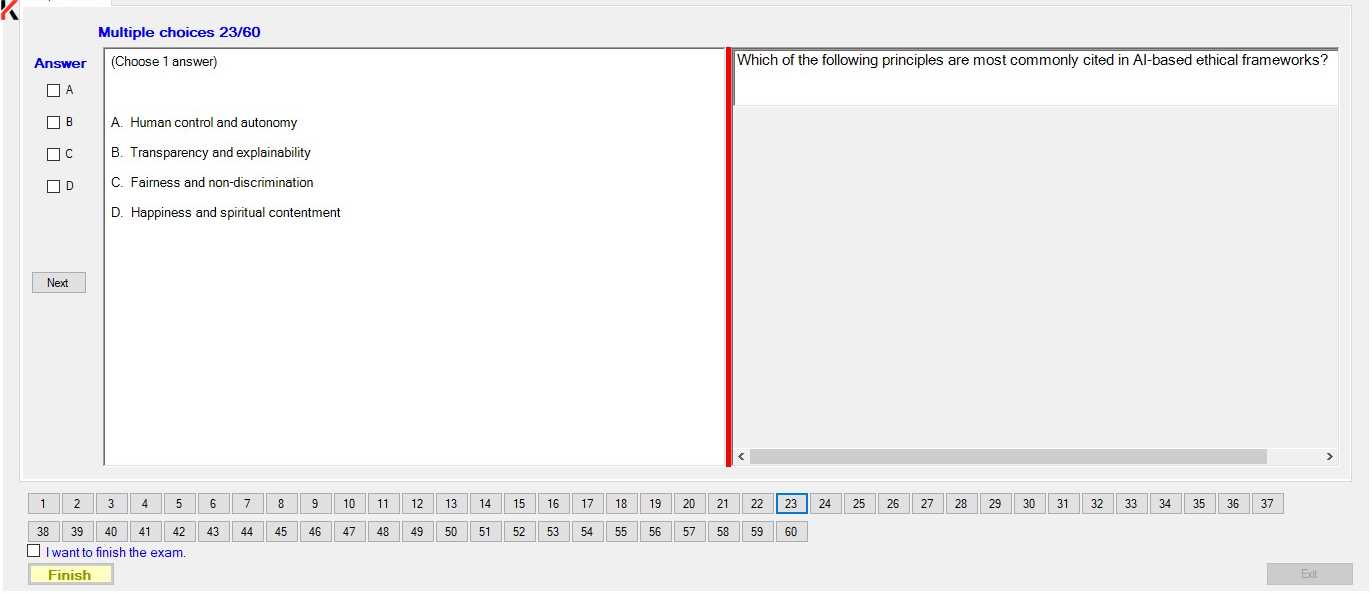 Multiple choices 23/60
Answer
(Choose 1 answer)
Which of the following principles are most commonly cited in AI-based ethical frameworks?
A
B
C
D
A. Human control and autonomy
B. Transparency and explainability
C. Fairness and non-discrimination
D. Happiness and spiritual contentment
Next
1 2 3 4 5 6 7 8 9 10 11 12 13 14 15 16 17 18 19 20 21 22 23 24 25 26 27 28 29 30 31 32 33 34 35 36 37
38 39 40 41 42 43 44 45 46 47 48 49 50 51 52 53 54 55 56 57 58 59 60
I want to finish the exam.
Finish
Exit